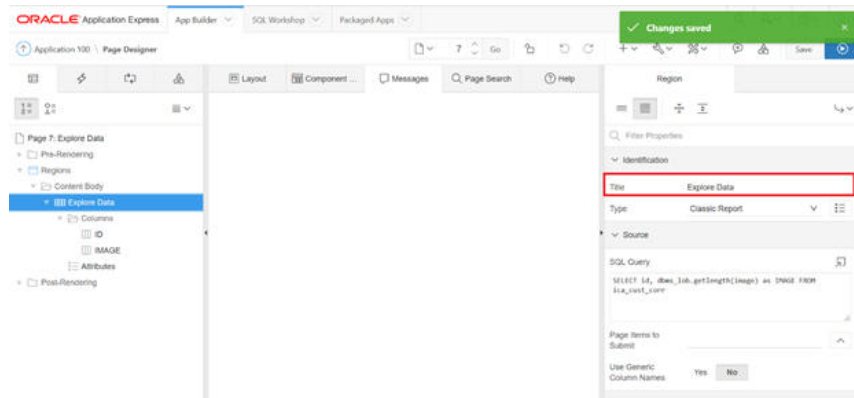 ORACLE Application Express App Builder SQL Workshop Packaged Apps
Changes saved
Application 100 \ Page Designer 7 Go Save
Layout Component ... Messages Page Search Help Region
Page 7: Explore Data
Pre-Rendering
Regions
Content Body
Explore Data
Columns
ID
IMAGE
Attributes
Post-Rendering
Filter Properties
Identification
Title Explore Data
Type Classic Report
Source
SQL Query
SELECT id, dbms_lob.getlength(image) as IMAGE FROM
ica_cust_corr
Page Items to
Submit
Use Generic
Column Names Yes No